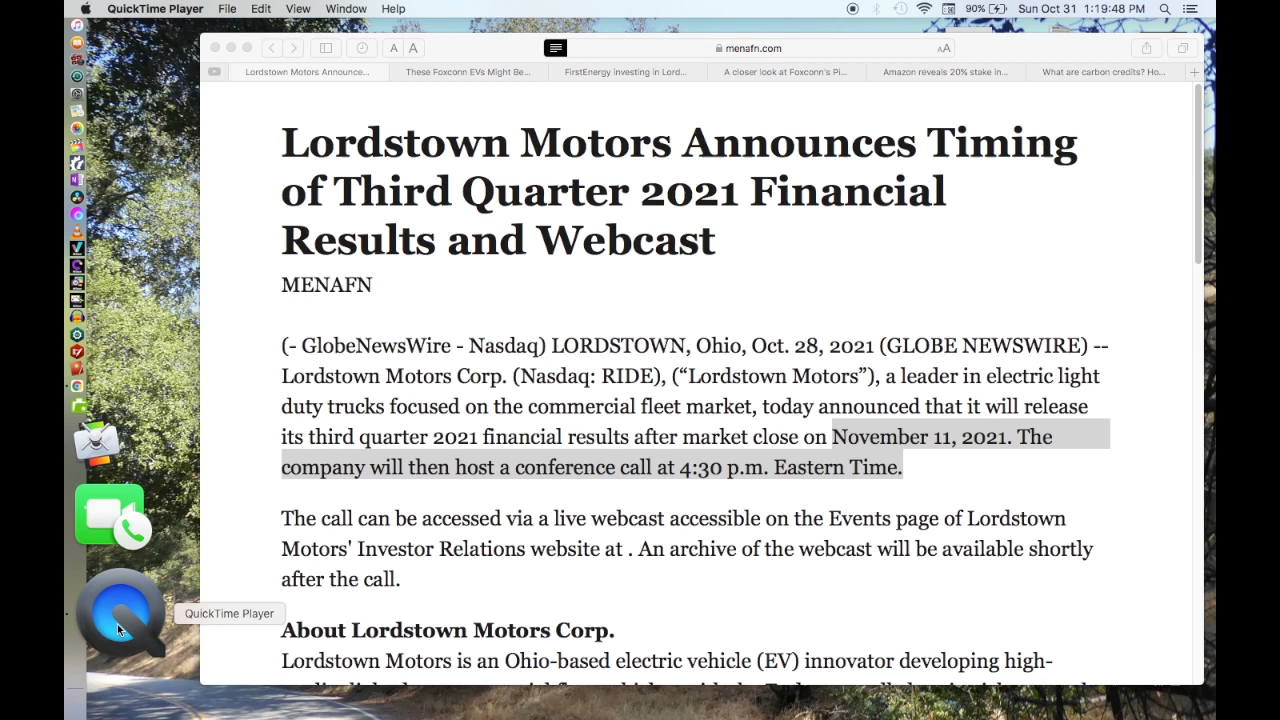 QuickTime Player File Edit View Window Help 90% Sun Oct 31 1:19:48 PM
A A menafn.com AA
Lordstown Motors Announce... These Foxconn EVs Might Be... FirstEnergy investing in Lord... A closer look at Foxconn's Pi... Amazon reveals 20% stake in... What are carbon credits? Ho...
Lordstown Motors Announces Timing
of Third Quarter 2021 Financial
Results and Webcast
MENAFN
(- GlobeNewsWire - Nasdaq) LORDSTOWN, Ohio, Oct. 28, 2021 (GLOBE NEWSWIRE) --
Lordstown Motors Corp. (Nasdaq: RIDE), (“Lordstown Motors”), a leader in electric light
duty trucks focused on the commercial fleet market, today announced that it will release
its third quarter 2021 financial results after market close on November 11, 2021. The
company will then host a conference call at 4:30 p.m. Eastern Time.
The call can be accessed via a live webcast accessible on the Events page of Lordstown
Motors' Investor Relations website at . An archive of the webcast will be available shortly
after the call.
QuickTime Player
About Lordstown Motors Corp.
Lordstown Motors is an Ohio-based electric vehicle (EV) innovator developing high-